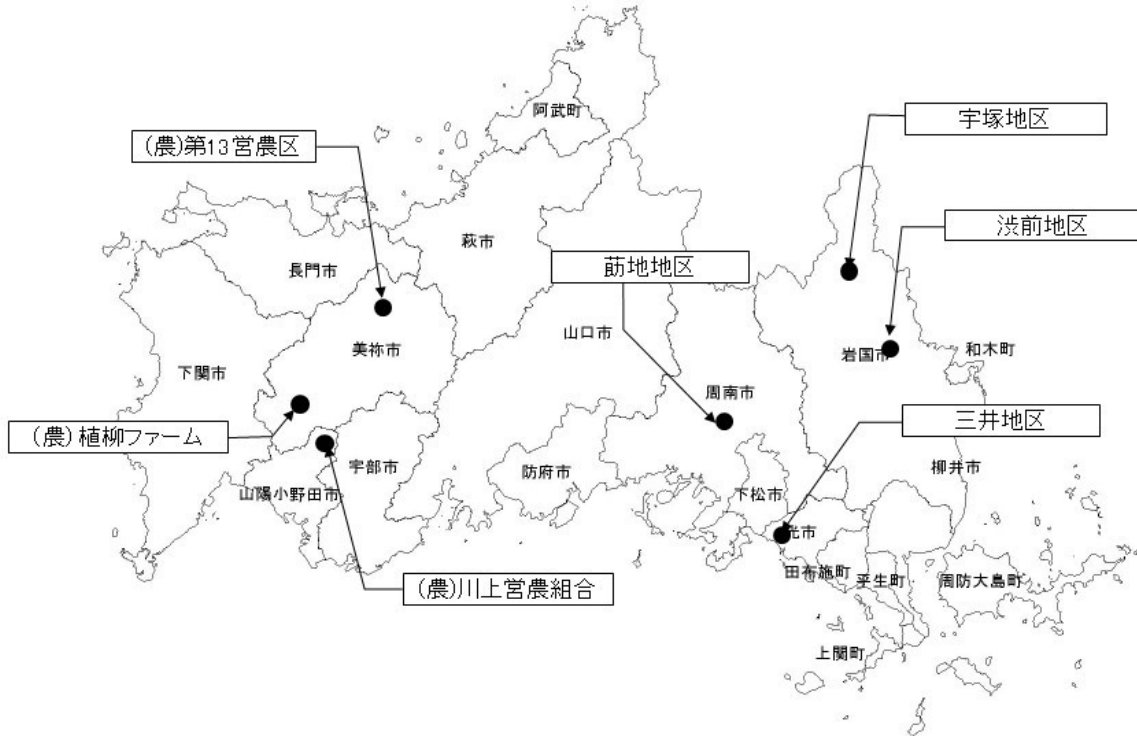 阿武町
宇塚地区
(農)第13営農区
渋前地区
萩市
莇地地区
長門市
山口市
美祢市
岩国市
和木町
下関市
周南市
三井地区
(農)植柳ファーム
宇部市
防府市
柳井市
山陽小野田市
下松市
光市
田布施町
平生町
周防大島町
(農)川上営農組合
上関町